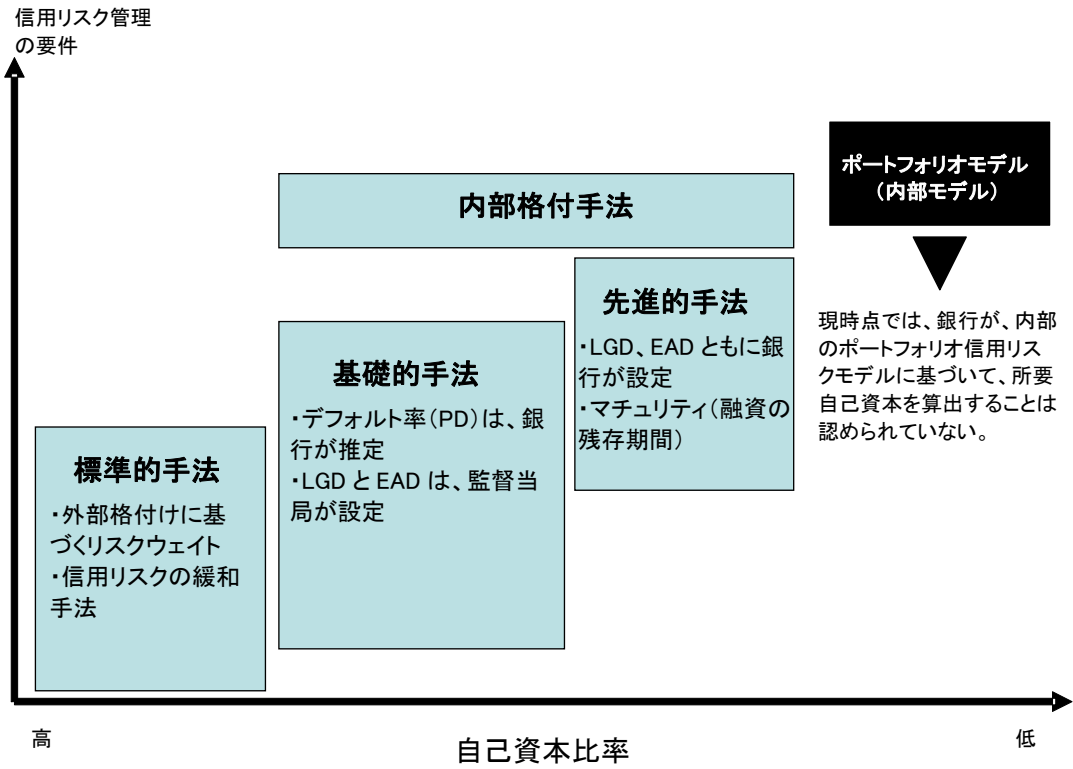 信用リスク管理
の要件
ポートフォリオモデル
（内部モデル）
内部格付手法
先進的手法
・LGD、EAD ともに銀
行が設定
・マチュリティ（融資の
残存期間）
現時点では、銀行が、内部
のポートフォリオ信用リス
クモデルに基づいて、所要
自己資本を算出することは
認められていない。
基礎的手法
・デフォルト率（PD）は、銀
行が推定
・LGD と EAD は、監督当
局が設定
標準的手法
・外部格付けに基
づくリスクウェイト
・信用リスクの緩和
手法
高
自己資本比率
低